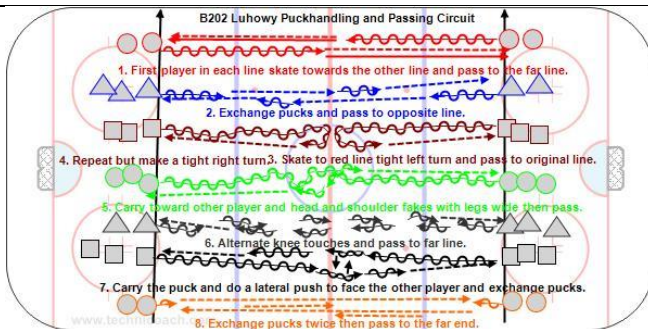 B202 Luhowy Puckhandling and Passing Circuit
1. First player in each line skate towards the other line and pass to the far line.
2. Exchange pucks and pass to opposite line.
4. Repeat but make a tight right turn. 3. Skate to red line tight left turn and pass to original line.
5. Carry toward other player and head and shoulder fakes with legs wide then pass.
6. Alternate knee touches and pass to far line.
7. Carry the puck and do a lateral push to face the other player and exchange pucks.
www.technicoach.c
8. Exchange pucks twice then pass to the far end.